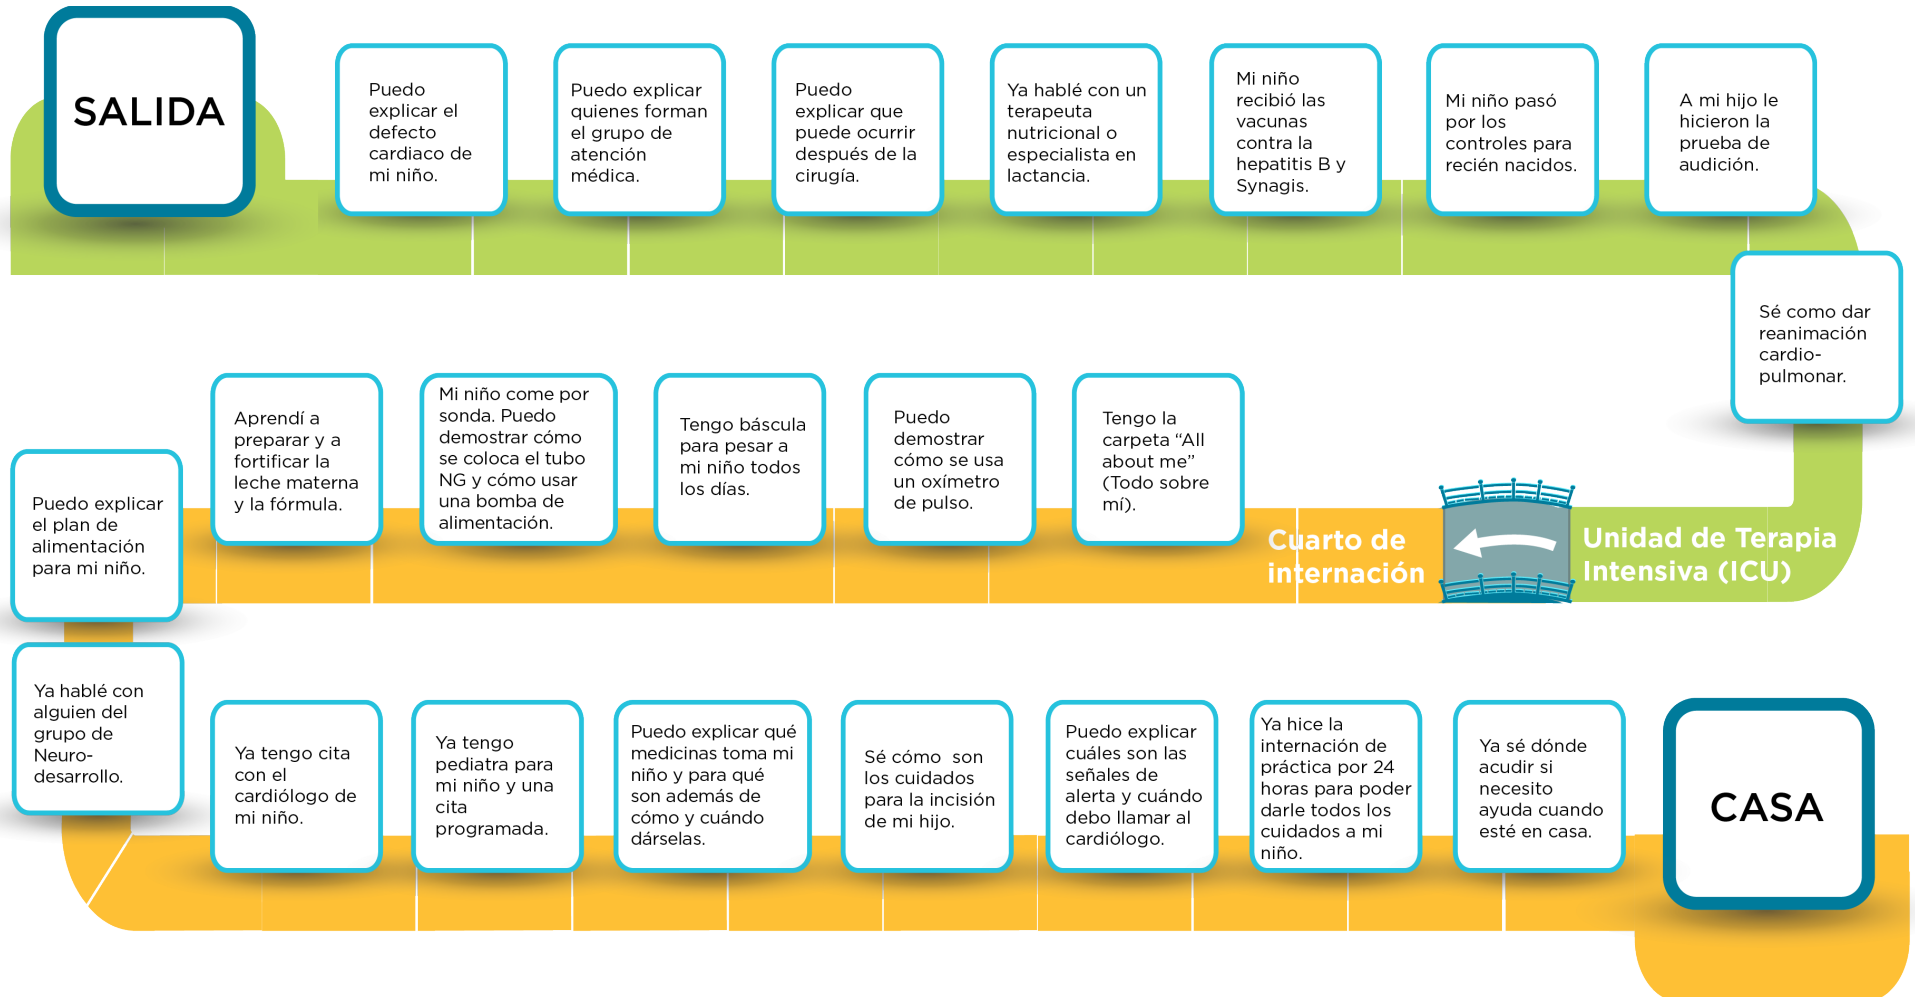 SALIDA
Puedo
explicar el
defecto
cardiaco de
mi niño.
Puedo explicar
quienes forman
el grupo de
atención
médica.
Puedo
explicar que
puede ocurrir
después de la
cirugía.
Ya hablé con un
terapeuta
nutricional o
especialista en
lactancia.
Mi niño
recibió las
vacunas
contra la
hepatitis B y
Synagis.
Mi niño pasó
por los
controles para
recién nacidos.
A mi hijo le
hicieron la
prueba de
audición.
Sé como dar
reanimación
cardio-
pulmonar.
Unidad de Terapia
Intensiva (ICU)
Cuarto de
internación
Tengo la
carpeta “All
about me”
(Todo sobre
mí).
Puedo
demostrar
cómo se usa
un oxímetro
de pulso.
Tengo báscula
para pesar a
mi niño todos
los días.
Mi niño come por
sonda. Puedo
demostrar cómo
se coloca el tubo
NG y cómo usar
una bomba de
alimentación.
Aprendí a
preparar y a
fortificar la
leche materna
y la fórmula.
Puedo explicar
el plan de
alimentación
para mi niño.
Ya hablé con
alguien del
grupo de
Neuro-
desarrollo.
Ya tengo cita
con el
cardiólogo de
mi niño.
Ya tengo
pediatra para
mi niño y una
cita
programada.
Puedo explicar qué
medicinas toma mi
niño y para qué
son además de
cómo y cuándo
dárselas.
Sé cómo son
los cuidados
para la incisión
de mi hijo.
Puedo explicar
cuáles son las
señales de
alerta y cuándo
debo llamar al
cardiólogo.
Ya hice la
internación de
práctica por 24
horas para poder
darle todos los
cuidados a mi
niño.
Ya sé dónde
acudir si
necesito
ayuda cuando
esté en casa.
CASA